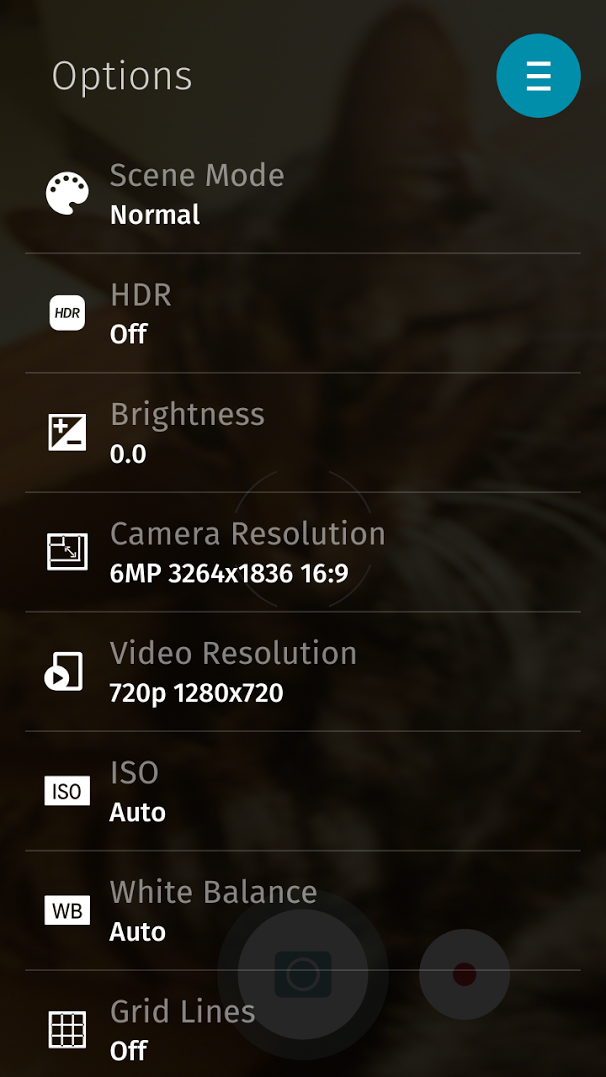 Options
Scene Mode
Normal
HDR
HDR
Off
Brightness
0.0
Camera Resolution
6MP 3264x1836 16:9
Video Resolution
720p 1280x720
ISO
ISO
Auto
White Balance
WB
Auto
Grid Lines
Off